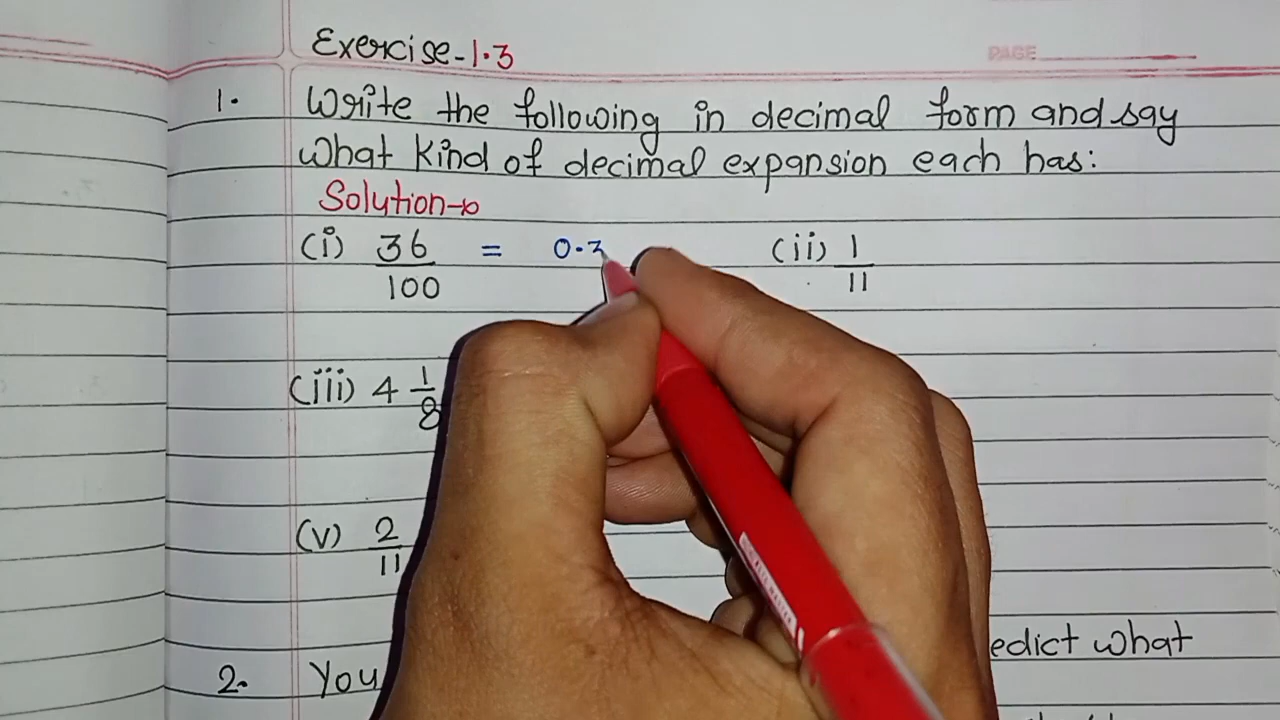 Exercise-1.3
PAGE
1. Write the following in decimal form and say
what kind of decimal expansion each has:
Solution→
(i) 36/100 = 0.3 (ii) 1/11
(iii) 4 1/8
(v) 2/11
edict what
2. You